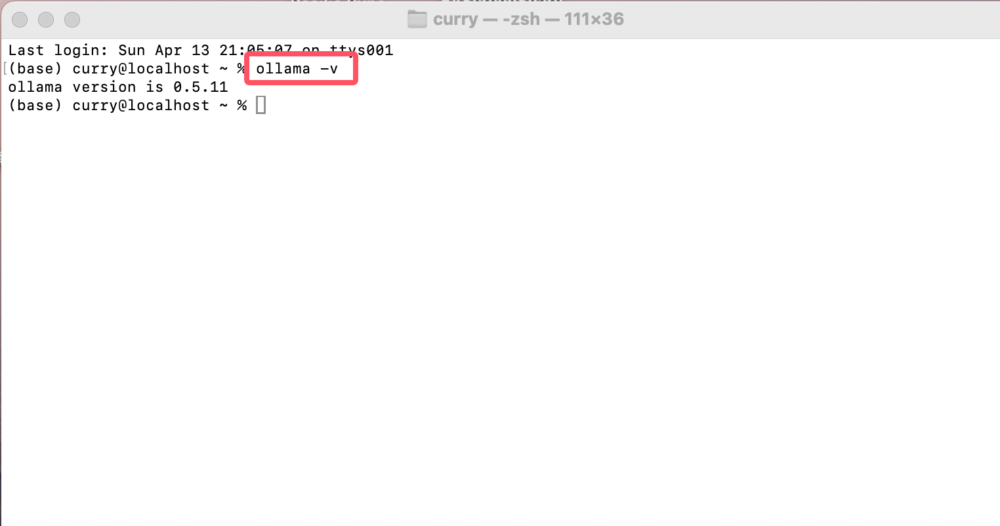 curry — -zsh — 111×36
Last login: Sun Apr 13 21:05:07 on ttys001
(base) curry@localhost ~ % ollama -v
ollama version is 0.5.11
(base) curry@localhost ~ %